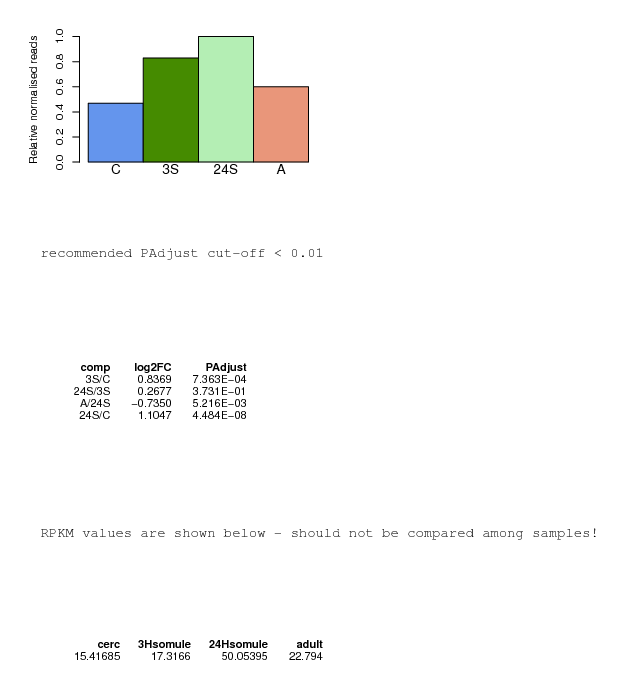 Relative normalised reads
1.0
0.8
0.6
0.4
0.2
0.0
C 3S 24S A
recommended PAdjust cut-off < 0.01
comp log2FC PAdjust
3S/C 0.8369 7.363E−04
24S/3S 0.2677 3.731E−01
A/24S −0.7350 5.216E−03
24S/C 1.1047 4.484E−08
RPKM values are shown below - should not be compared among samples!
cerc 3Hsomule 24Hsomule adult
15.41685 17.3166 50.05395 22.794